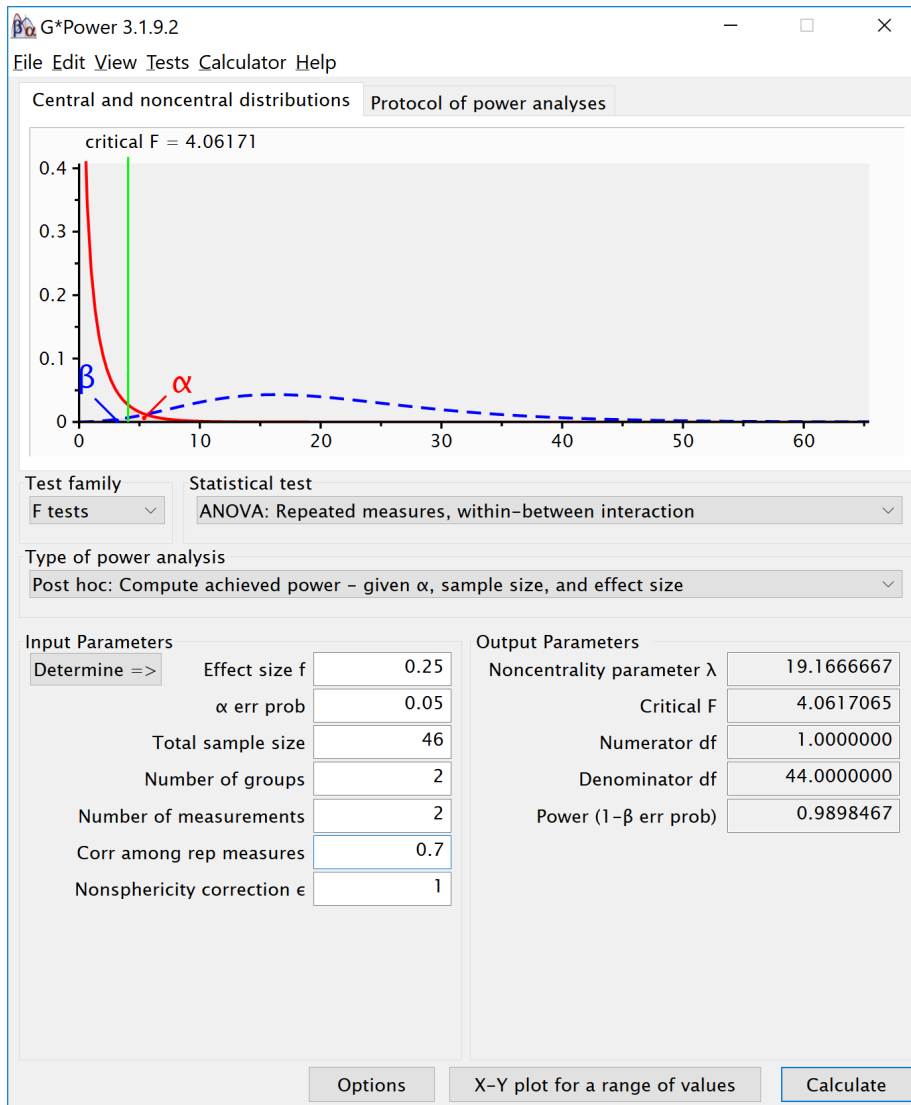 G*Power 3.1.9.2
File Edit View Tests Calculator Help
Central and noncentral distributions
Protocol of power analyses
critical F = 4.06171
0.4
0.3
0.2
0.1
0
β
α
0 10 20 30 40 50 60
Test family
F tests
Statistical test
ANOVA: Repeated measures, within-between interaction
Type of power analysis
Post hoc: Compute achieved power - given α, sample size, and effect size
Input Parameters
Determine =>
Effect size f 0.25
α err prob 0.05
Total sample size 46
Number of groups 2
Number of measurements 2
Corr among rep measures 0.7
Nonsphericity correction ϵ 1
Output Parameters
Noncentrality parameter λ 19.1666667
Critical F 4.0617065
Numerator df 1.0000000
Denominator df 44.0000000
Power (1-β err prob) 0.9898467
Options
X-Y plot for a range of values
Calculate